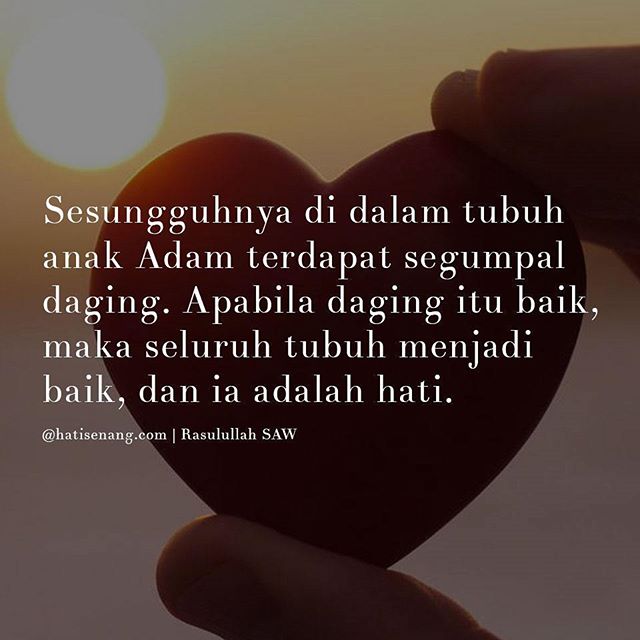 Sesungguhnya di dalam tubuh
anak Adam terdapat segumpal
daging. Apabila daging itu baik,
maka seluruh tubuh menjadi
baik, dan ia adalah hati.
@hatisenang.com | Rasulullah SAW